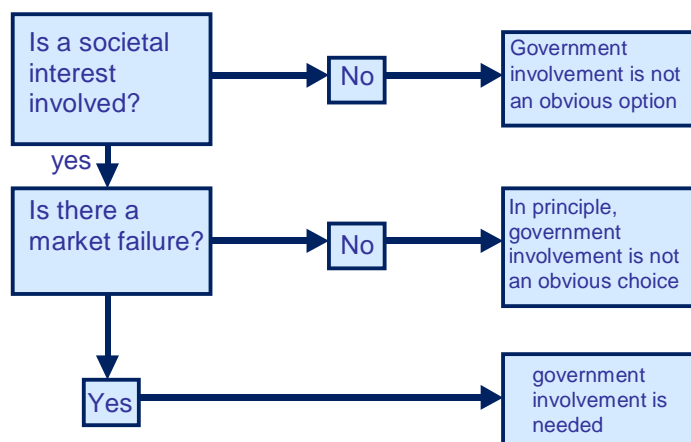 Is a societal
interest
involved?
No
Government
involvement is not
an obvious option
yes
Is there a
market failure?
No
In principle,
government
involvement is not
an obvious choice
Yes
government
involvement is
needed